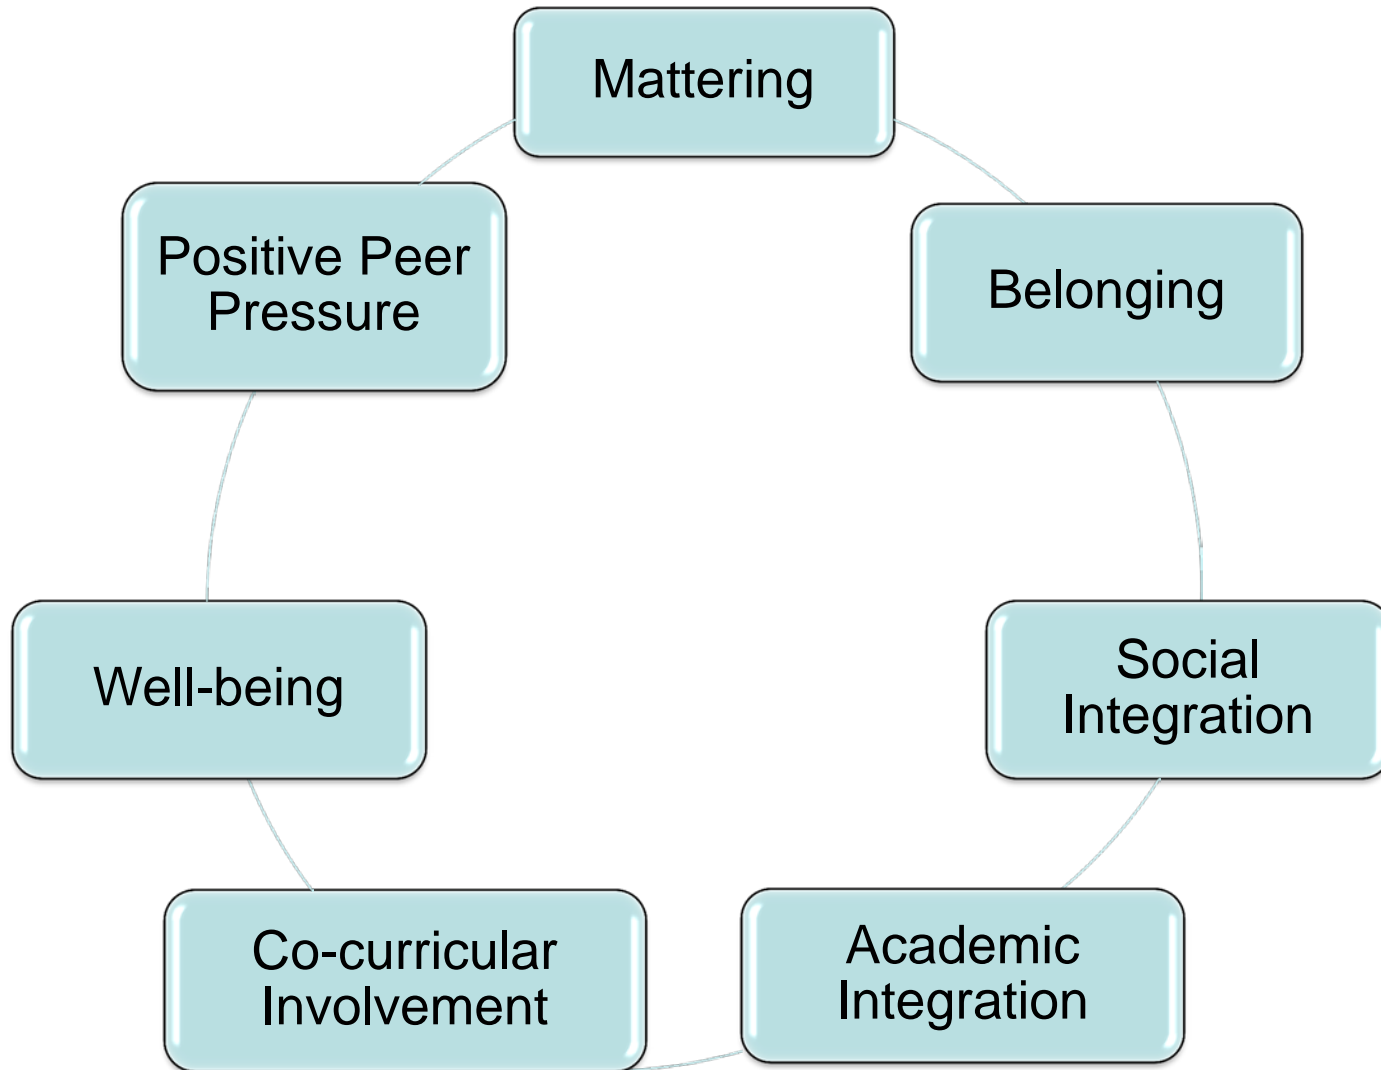 Mattering
Belonging
Social
Integration
Academic
Integration
Co-curricular
Involvement
Well-being
Positive Peer
Pressure